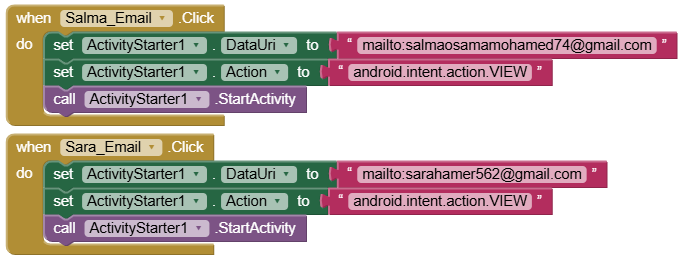 when Salma_Email .Click
do set ActivityStarter1 . DataUri to “ mailto:salmaosamamohamed74@gmail.com ”
set ActivityStarter1 . Action to “ android.intent.action.VIEW ”
call ActivityStarter1 .StartActivity
when Sara_Email .Click
do set ActivityStarter1 . DataUri to “ mailto:sarahamer562@gmail.com ”
set ActivityStarter1 . Action to “ android.intent.action.VIEW ”
call ActivityStarter1 .StartActivity